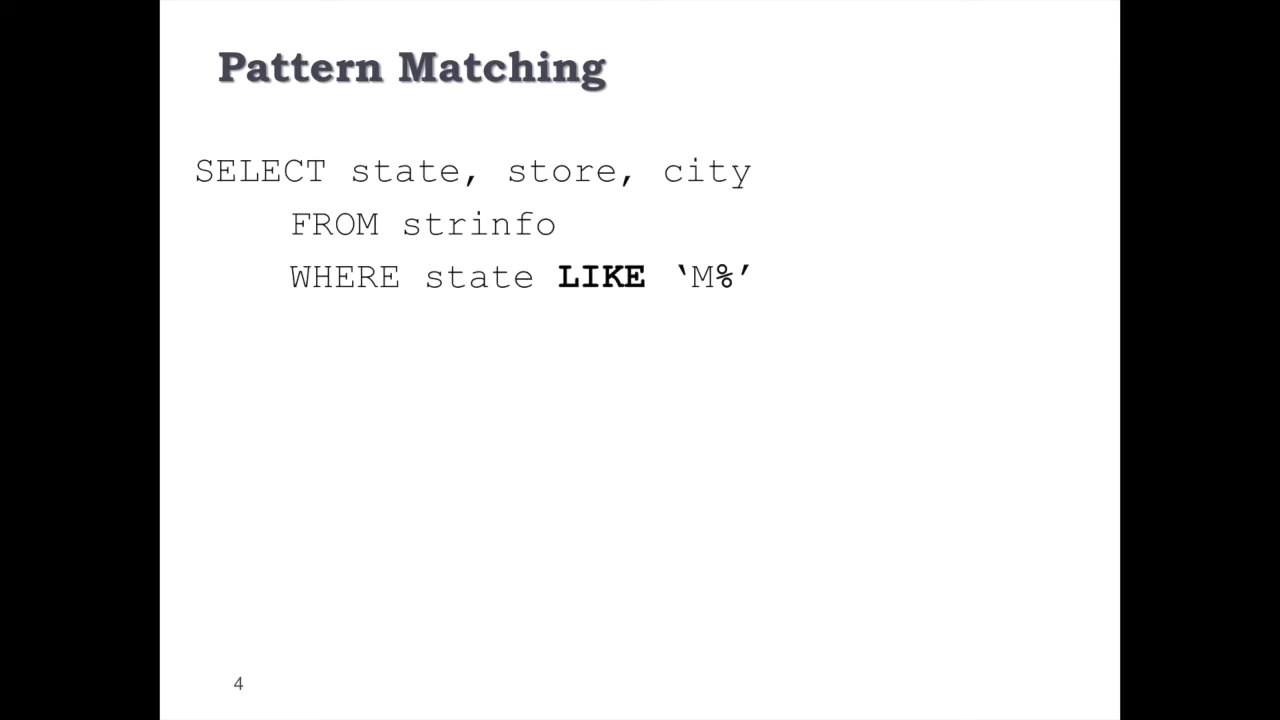 Pattern Matching
SELECT state, store, city
FROM strinfo
WHERE state LIKE ‘M%’
4